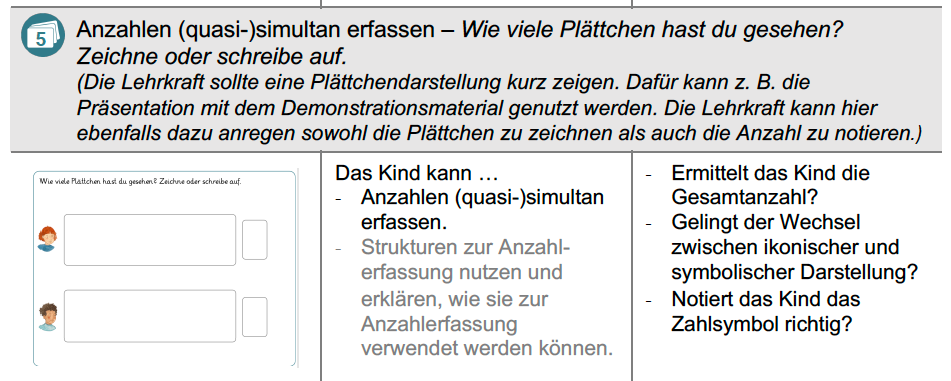 5
Anzahlen (quasi-)simultan erfassen – Wie viele Plättchen hast du gesehen?
Zeichne oder schreibe auf.
(Die Lehrkraft sollte eine Plättchendarstellung kurz zeigen. Dafür kann z. B. die
Präsentation mit dem Demonstrationsmaterial genutzt werden. Die Lehrkraft kann hier
ebenfalls dazu anregen sowohl die Plättchen zu zeichnen als auch die Anzahl zu notieren.)
Wie viele Plättchen hast du gesehen? Zeichne oder schreibe auf.
Das Kind kann …
- Anzahlen (quasi-)simultan
erfassen.
- Strukturen zur Anzahl-
erfassung nutzen und
erklären, wie sie zur
Anzahlerfassung
verwendet werden können.
- Ermittelt das Kind die
Gesamtanzahl?
- Gelingt der Wechsel
zwischen ikonischer und
symbolischer Darstellung?
- Notiert das Kind das
Zahlsymbol richtig?